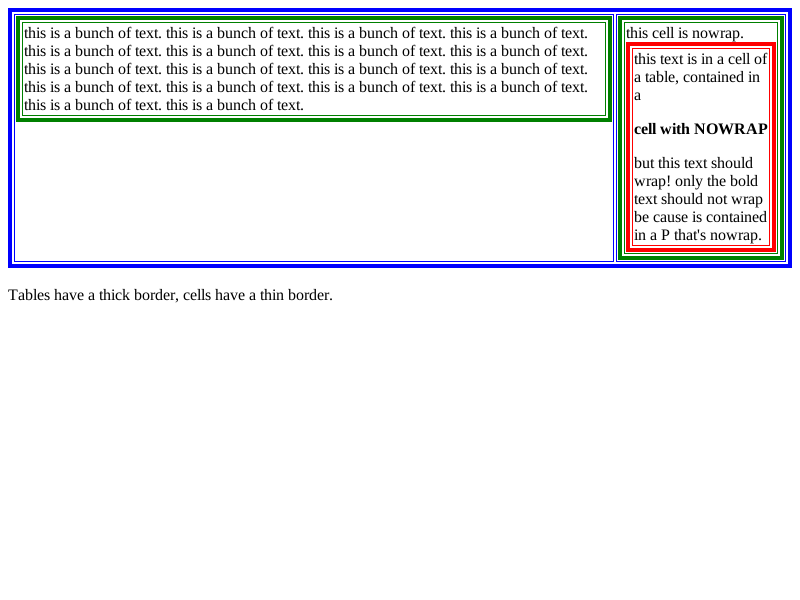 this is a bunch of text. this is a bunch of text. this is a bunch of text. this is a bunch of text.
this is a bunch of text. this is a bunch of text. this is a bunch of text. this is a bunch of text.
this is a bunch of text. this is a bunch of text. this is a bunch of text. this is a bunch of text.
this is a bunch of text. this is a bunch of text. this is a bunch of text. this is a bunch of text.
this is a bunch of text. this is a bunch of text.
this cell is nowrap.
this text is in a cell of
a table, contained in
a
cell with NOWRAP
but this text should
wrap! only the bold
text should not wrap
be cause is contained
in a P that's nowrap.
Tables have a thick border, cells have a thin border.